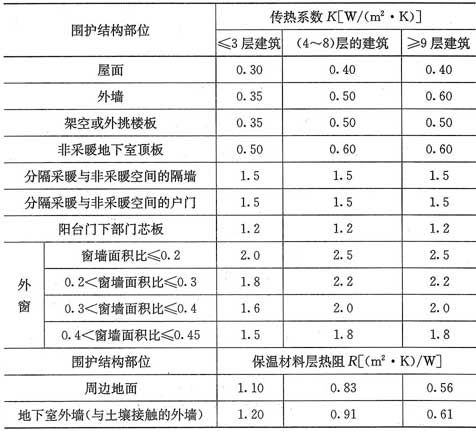 围护结构部位 传热系数 K[W/(m²·K)]
≤3层建筑 (4～8)层的建筑 ≥9层建筑
屋面 0.30 0.40 0.40
外墙 0.35 0.50 0.60
架空或外挑楼板 0.35 0.50 0.50
非采暖地下室顶板 0.50 0.60 0.60
分隔采暖与非采暖空间的隔墙 1.5 1.5 1.5
分隔采暖与非采暖空间的户门 1.5 1.5 1.5
阳台门下部门芯板 1.2 1.2 1.2
外窗 窗墙面积比≤0.2 2.0 2.5 2.5
0.2<窗墙面积比≤0.3 1.8 2.2 2.2
0.3<窗墙面积比≤0.4 1.6 2.0 2.0
0.4<窗墙面积比≤0.45 1.5 1.8 1.8
围护结构部位 保温材料层热阻 R[(m²·K)/W]
周边地面 1.10 0.83 0.56
地下室外墙(与土壤接触的外墙) 1.20 0.91 0.61